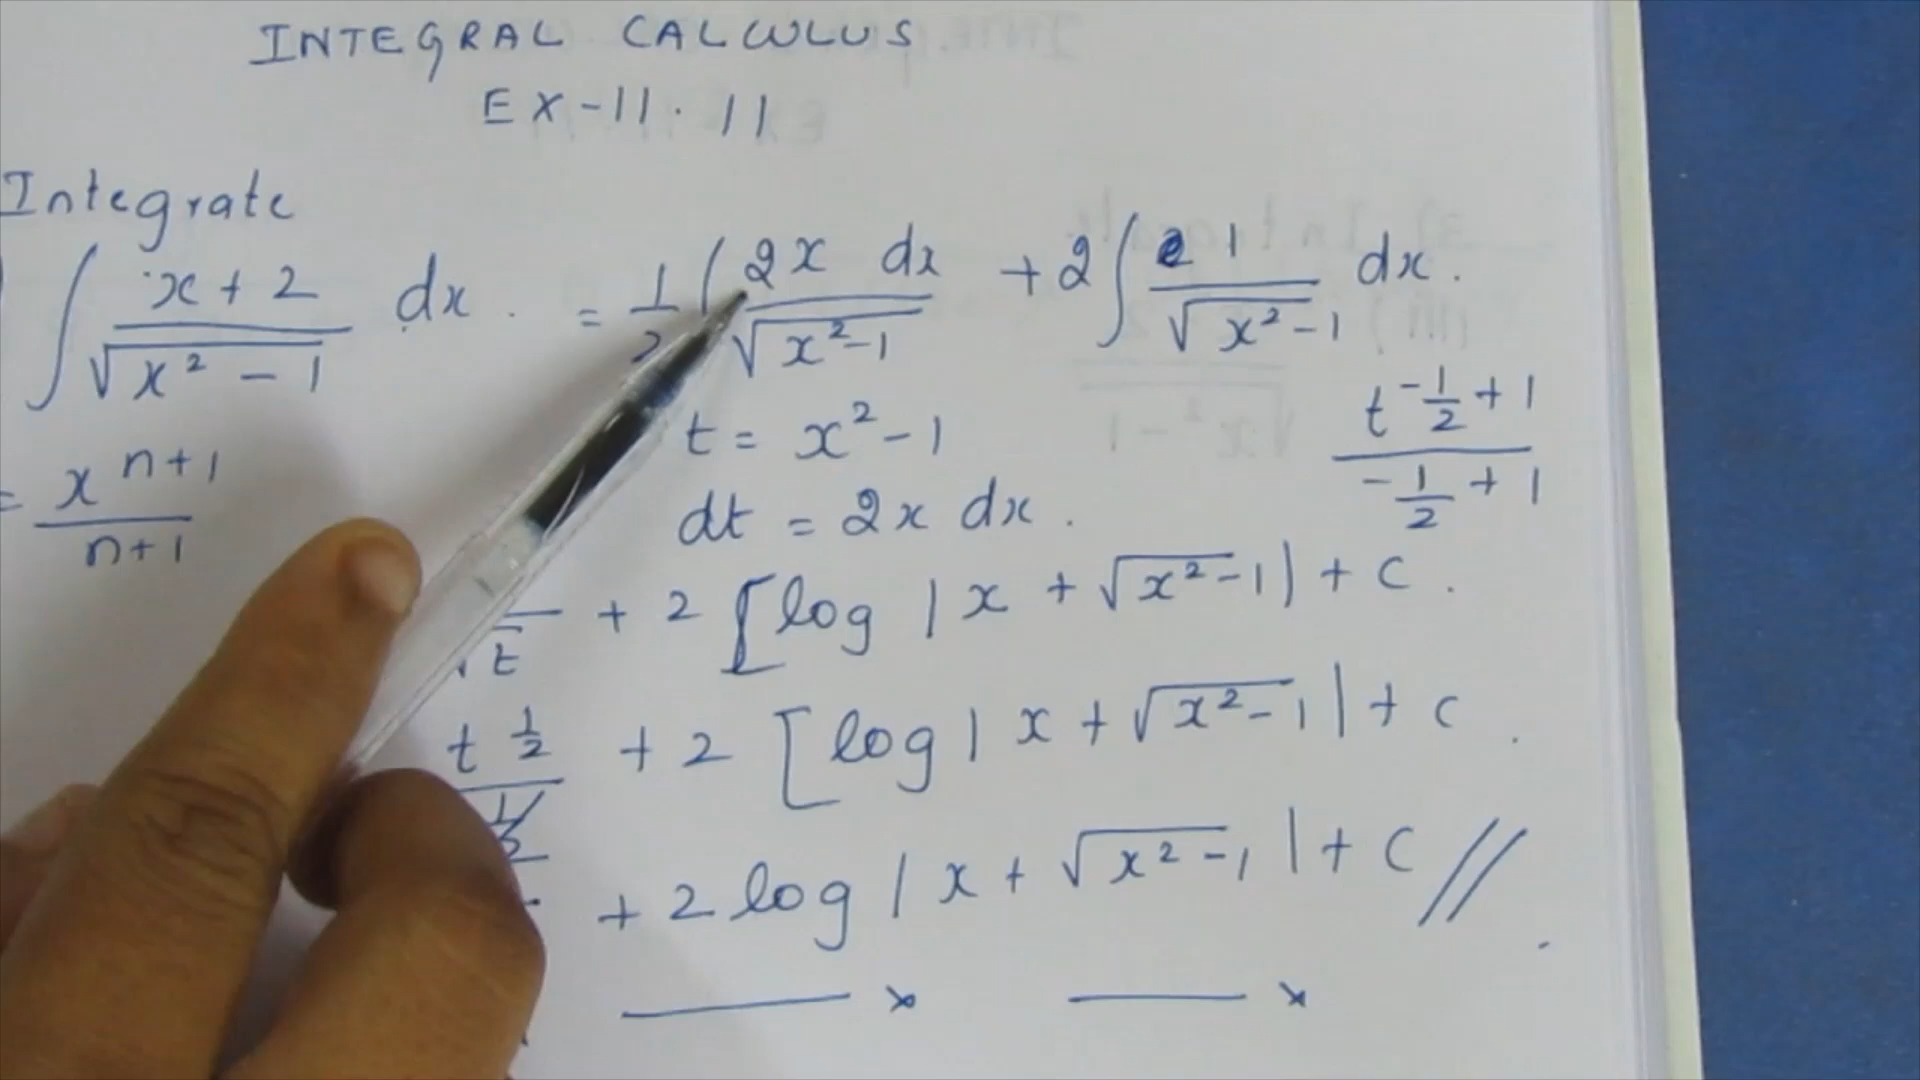 INTEGRAL CALCULUS
EX-11.11
Integrate
∫ x+2 / √(x² - 1) dx . = 1/2 ∫ 2x dx / √(x²-1) + 2 ∫ 1 / √(x²-1) dx .
t = x² - 1
t^(-1/2 + 1) / (-1/2 + 1)
= x^(n+1) / (n+1)
dt = 2x dx .
√t + 2 [log |x + √(x²-1)| + c .
t^(1/2) / (1/2) + 2 [log |x + √(x²-1)| + c .
+ 2 log |x + √(x²-1)| + c //